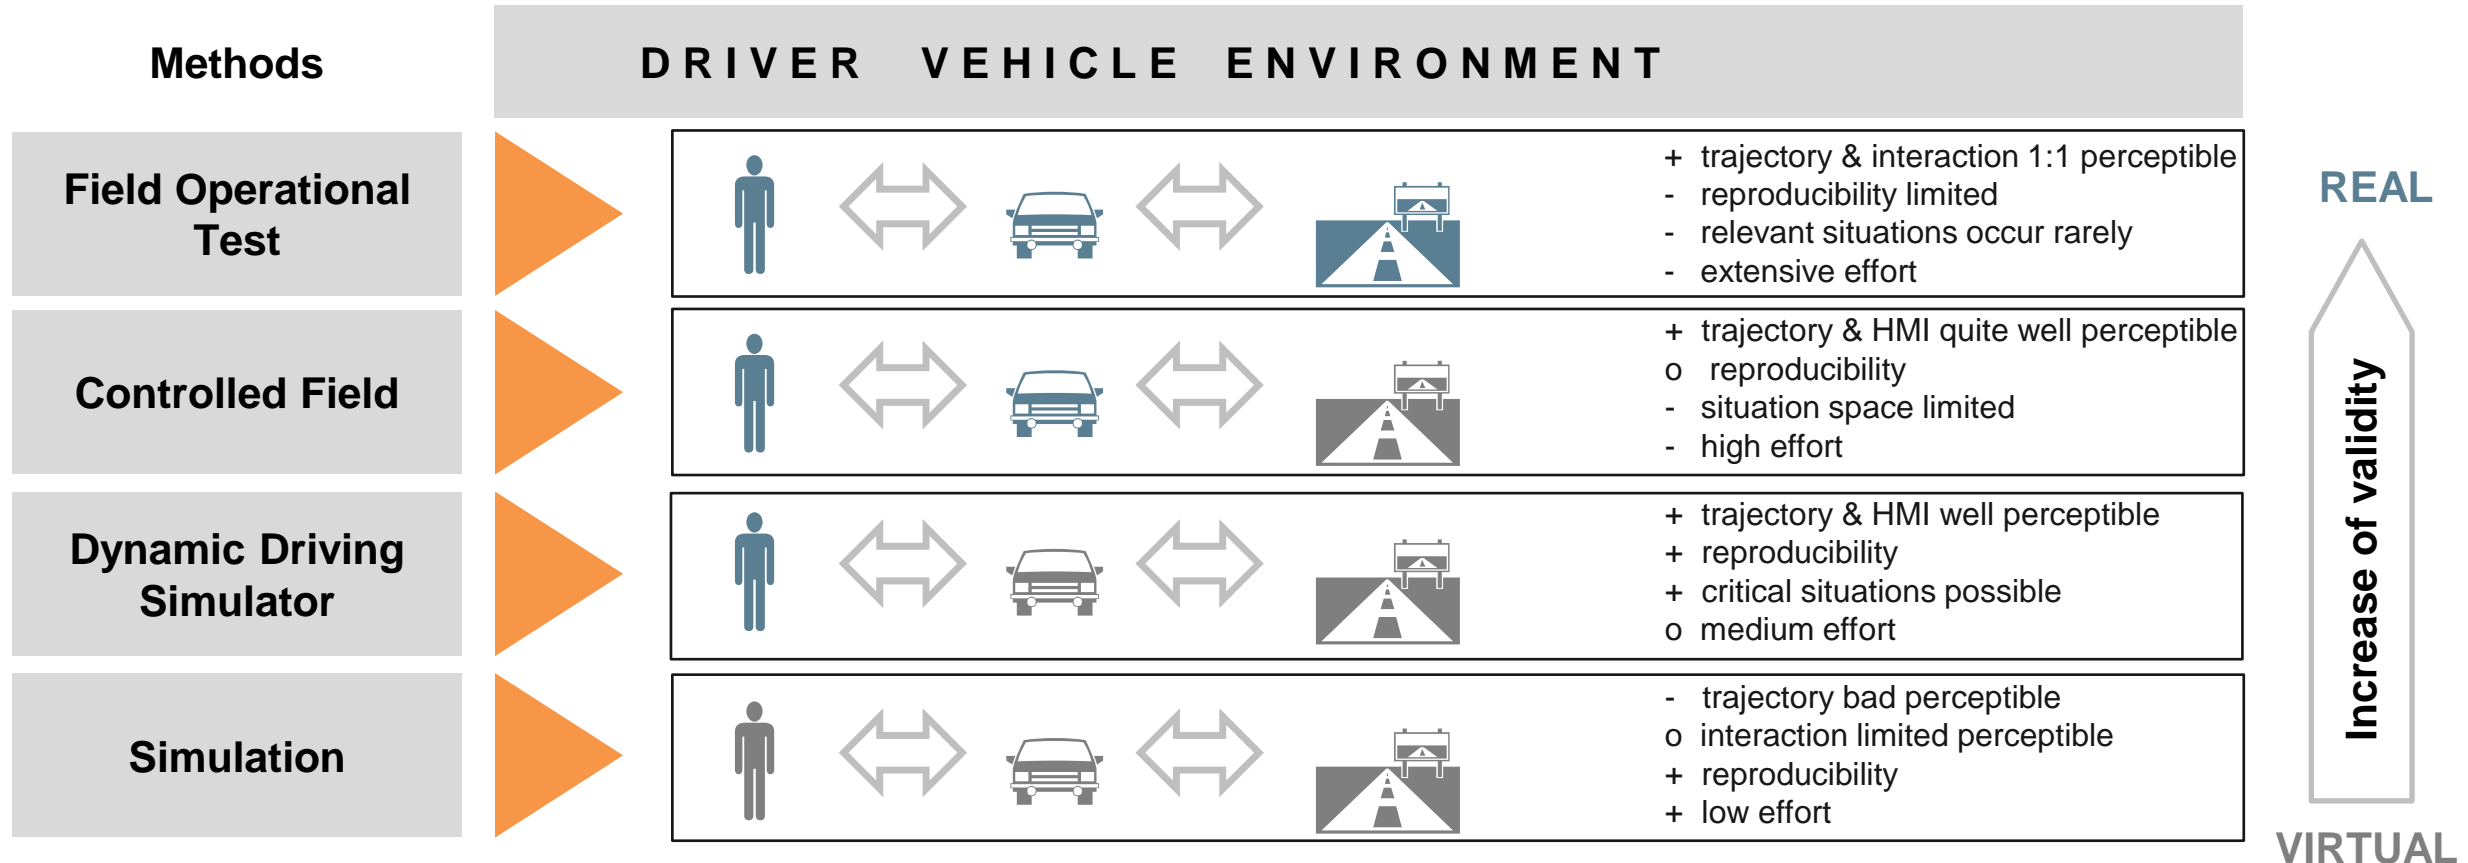 Methods
DRIVER VEHICLE ENVIRONMENT
Field Operational
Test
+ trajectory & interaction 1:1 perceptible
- reproducibility limited
- relevant situations occur rarely
- extensive effort
Controlled Field
+ trajectory & HMI quite well perceptible
o reproducibility
- situation space limited
- high effort
Dynamic Driving
Simulator
+ trajectory & HMI well perceptible
+ reproducibility
+ critical situations possible
o medium effort
Simulation
- trajectory bad perceptible
o interaction limited perceptible
+ reproducibility
+ low effort
REAL
Increase of validity
VIRTUAL